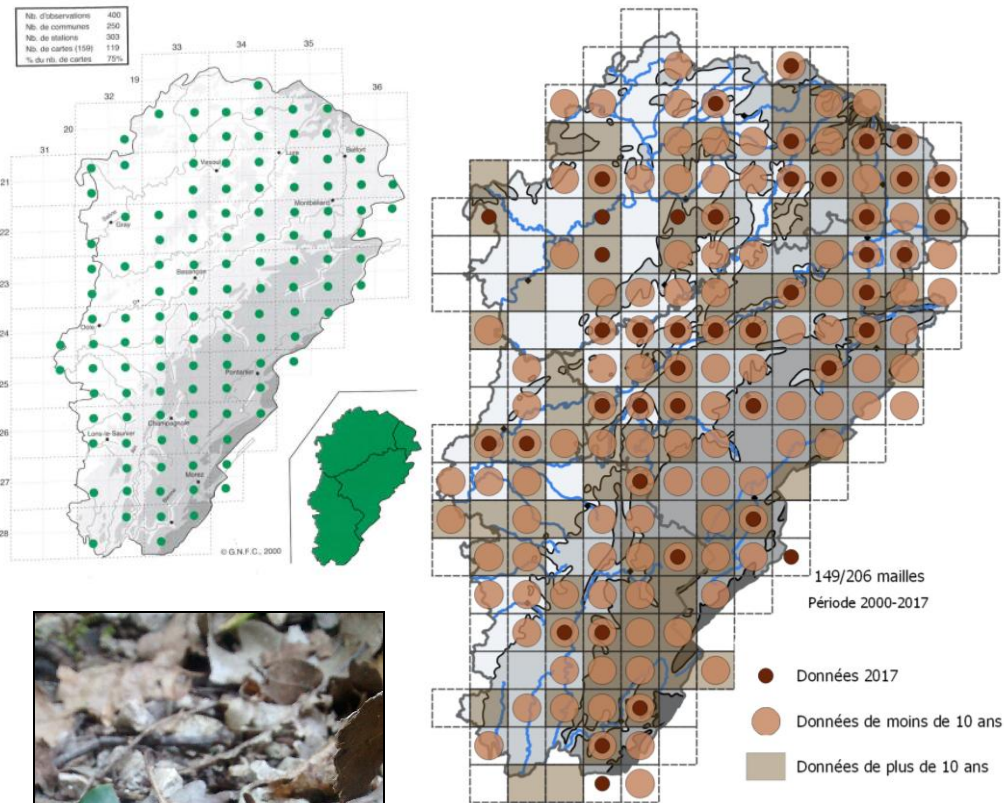 Nb. d'observations 400
Nb. de communes 250
Nb. de stations 303
Nb. de cartes (159) 119
% du nb. de cartes 75%
33
34
35
36
19
32
20
31
21
22
23
24
25
26
27
28
Vesoul
Lure
Belfort
Montbéliard
Saône
Gray
Besançon
Dole
Pontarlier
Champagnole
Lons-le-Saunier
Morez
Bienne
© G.N.F.C., 2000
149/206 mailles
Période 2000-2017
Données 2017
Données de moins de 10 ans
Données de plus de 10 ans